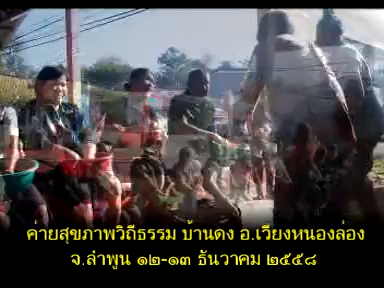 ค่ายสุขภาพวิถีธรรม บ้านดง อ.เวียงหนองล่อง
จ.ลำพูน ๑๒-๑๓ ธันวาคม ๒๕๕๘